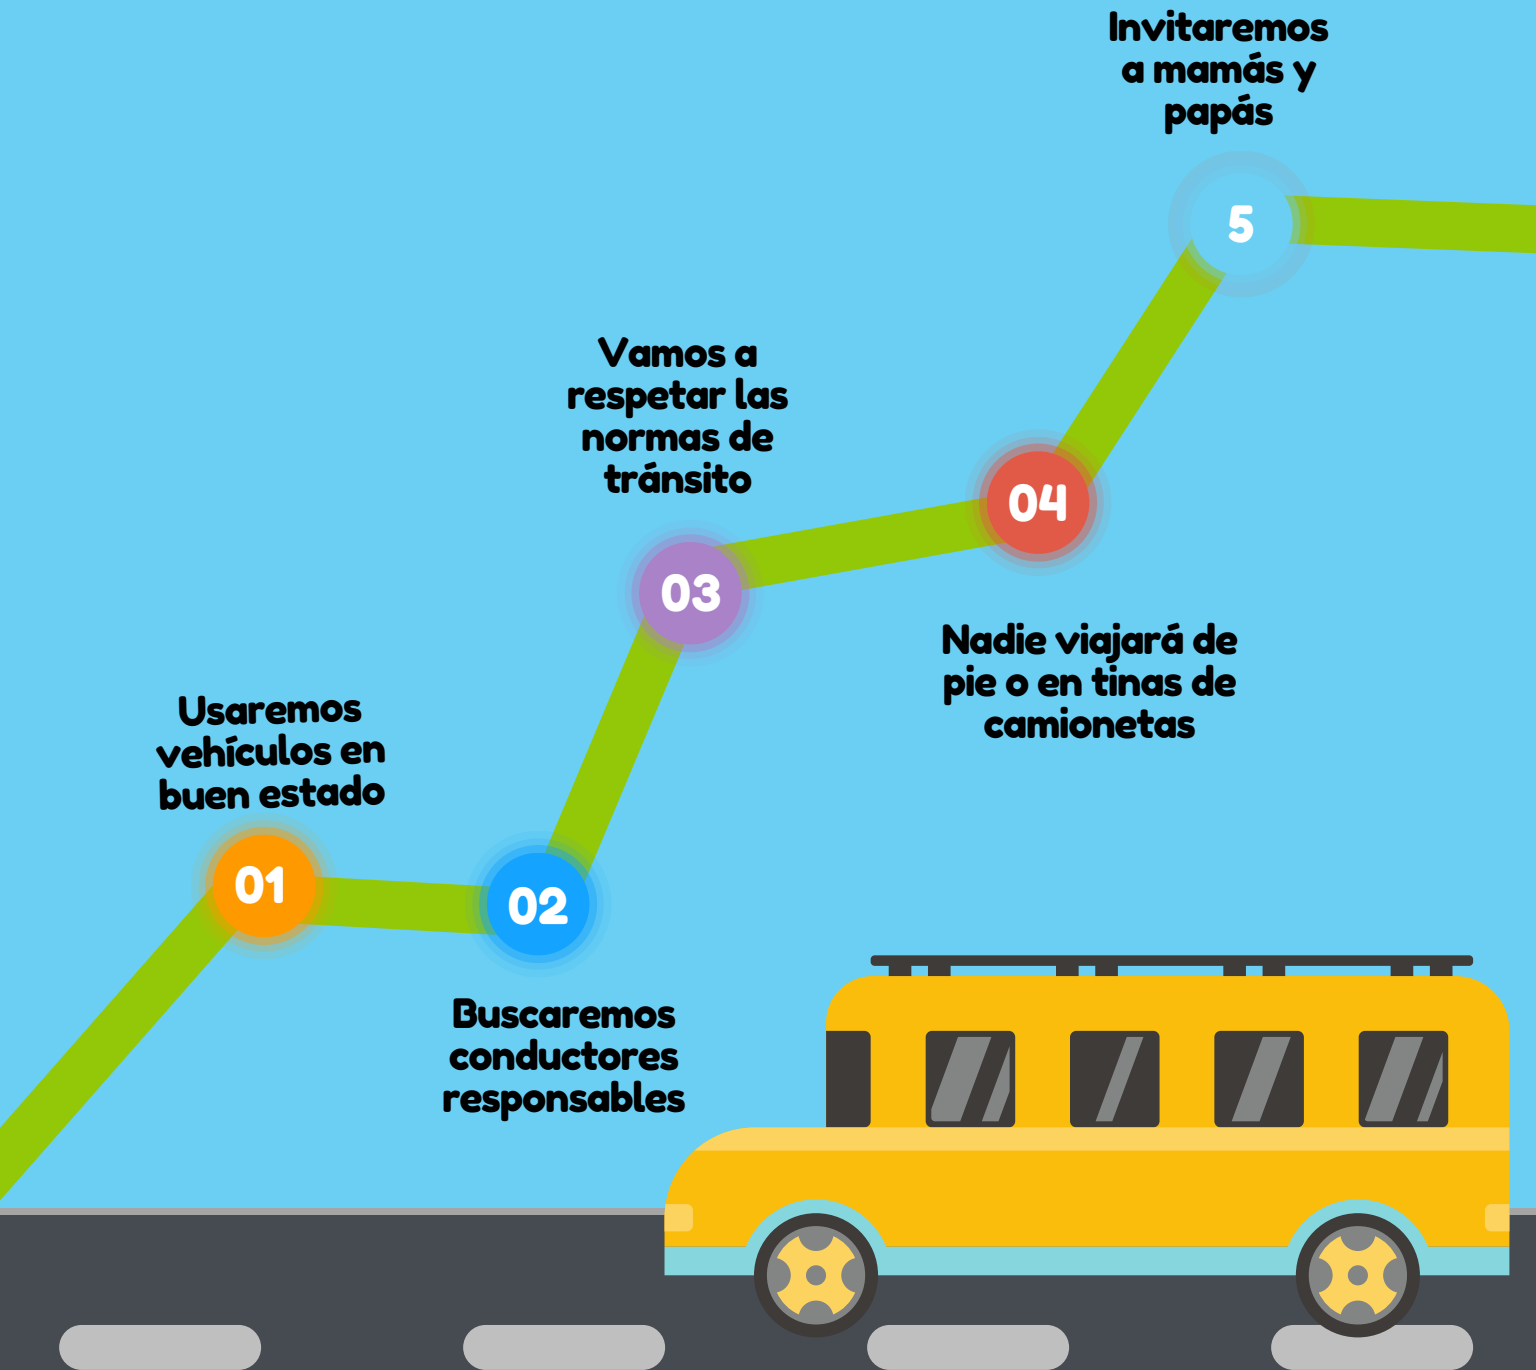 Invitaremos
a mamás y
papás
5
Vamos a
respetar las
normas de
tránsito
04
03
Nadie viajará de
pie o en tinas de
camionetas
Usaremos
vehículos en
buen estado
01
02
Buscaremos
conductores
responsables